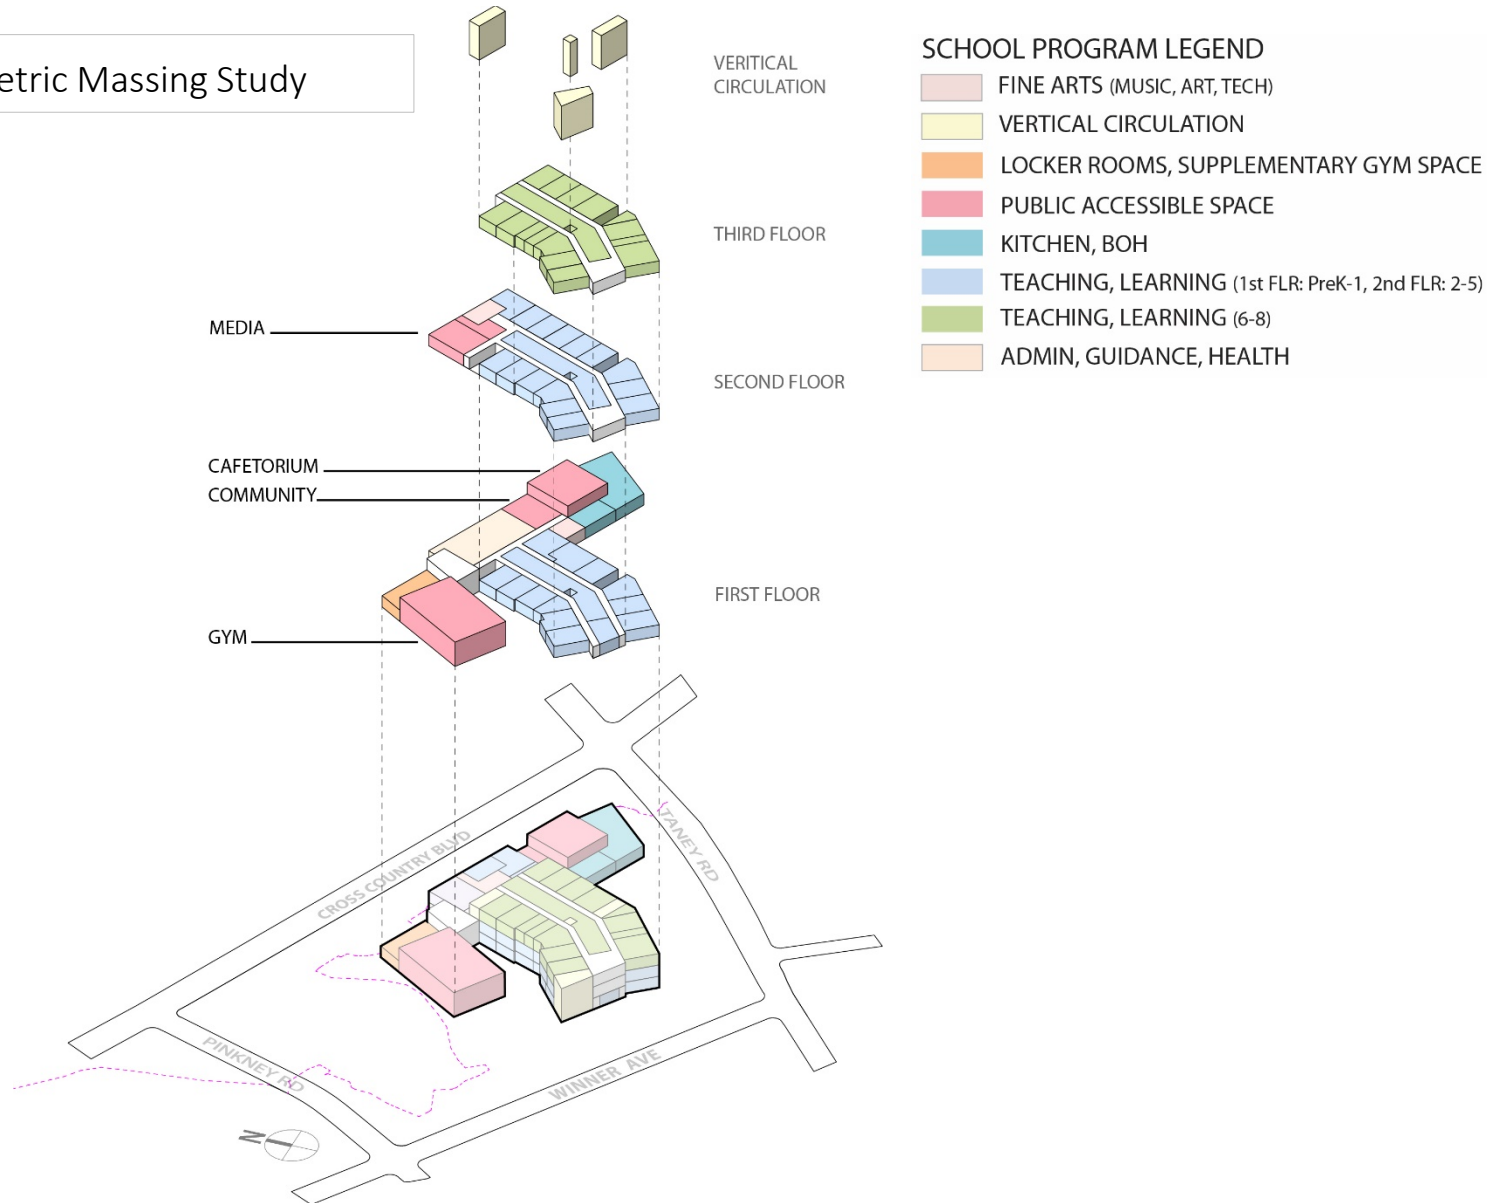 etric Massing Study
VERITICAL
CIRCULATION
THIRD FLOOR
MEDIA
SECOND FLOOR
CAFETORIUM
COMMUNITY
FIRST FLOOR
GYM
SCHOOL PROGRAM LEGEND
FINE ARTS (MUSIC, ART, TECH)
VERTICAL CIRCULATION
LOCKER ROOMS, SUPPLEMENTARY GYM SPACE
PUBLIC ACCESSIBLE SPACE
KITCHEN, BOH
TEACHING, LEARNING (1st FLR: PreK-1, 2nd FLR: 2-5)
TEACHING, LEARNING (6-8)
ADMIN, GUIDANCE, HEALTH
CROSS COUNTRY BLVD
TANEY RD
PINKNEY RD
WINNER AVE
N